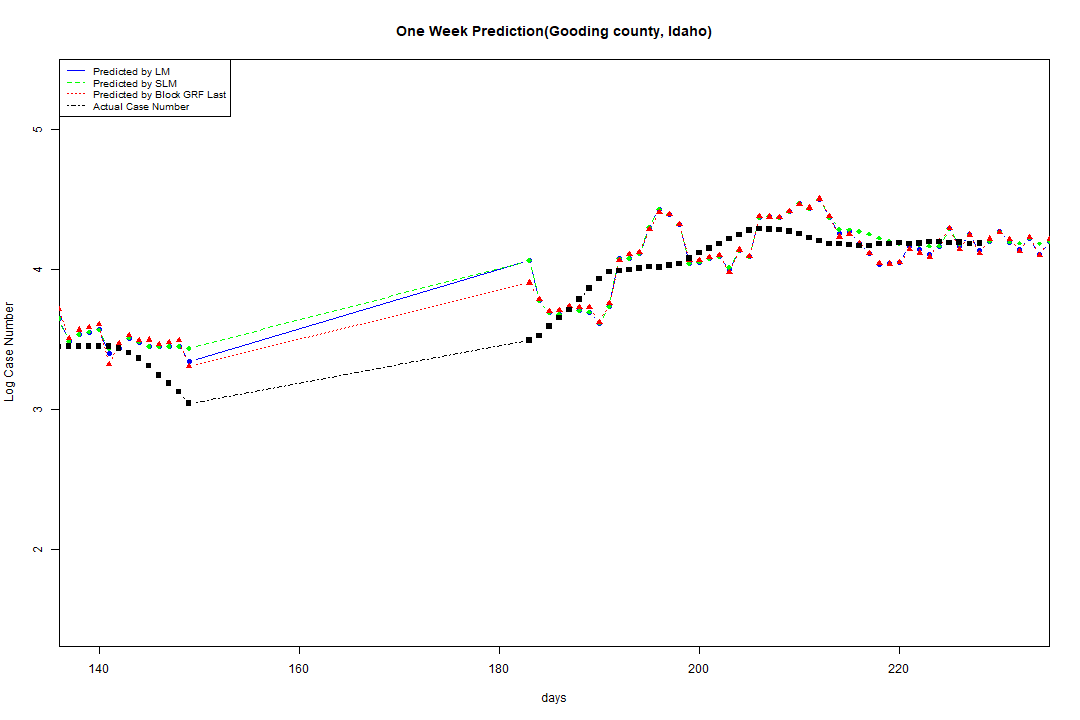 One Week Prediction(Gooding county, Idaho)
Predicted by LM
Predicted by SLM
Predicted by Block GRF Last
Actual Case Number
5
4
3
2
Log Case Number
140 160 180 200 220
days